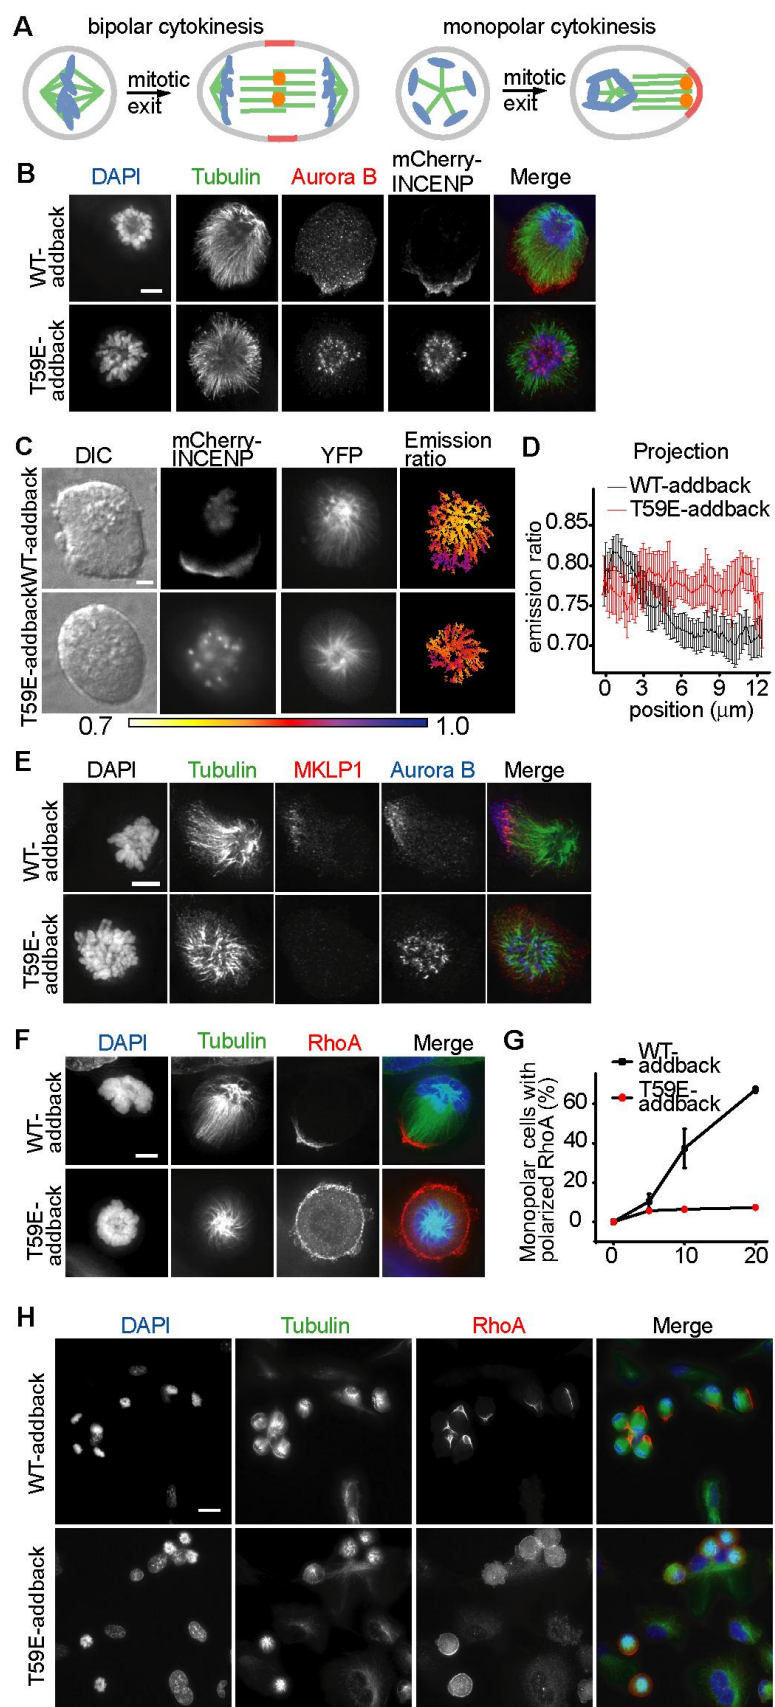 A
bipolar cytokinesis
monopolar cytokinesis
mitotic
exit
mitotic
exit
B
DAPI
Tubulin
Aurora B
mCherry-
INCENP
Merge
WT-
addback
T59E-
addback
C
DIC
mCherry-
INCENP
YFP
Emission
ratio
WT-addback
T59E-addback
0.7
1.0
D
Projection
WT-addback
T59E-addback
emission ratio
0.85
0.80
0.75
0.70
0 3 6 9 12
position (μm)
E
DAPI
Tubulin
MKLP1
Aurora B
Merge
WT-
addback
T59E-
addback
F
DAPI
Tubulin
RhoA
Merge
WT-
addback
T59E-
addback
G
WT-
addback
T59E-
addback
Monopolar cells with
polarized RhoA (%)
60
40
20
0
0 10 20
H
DAPI
Tubulin
RhoA
Merge
WT-addback
T59E-addback